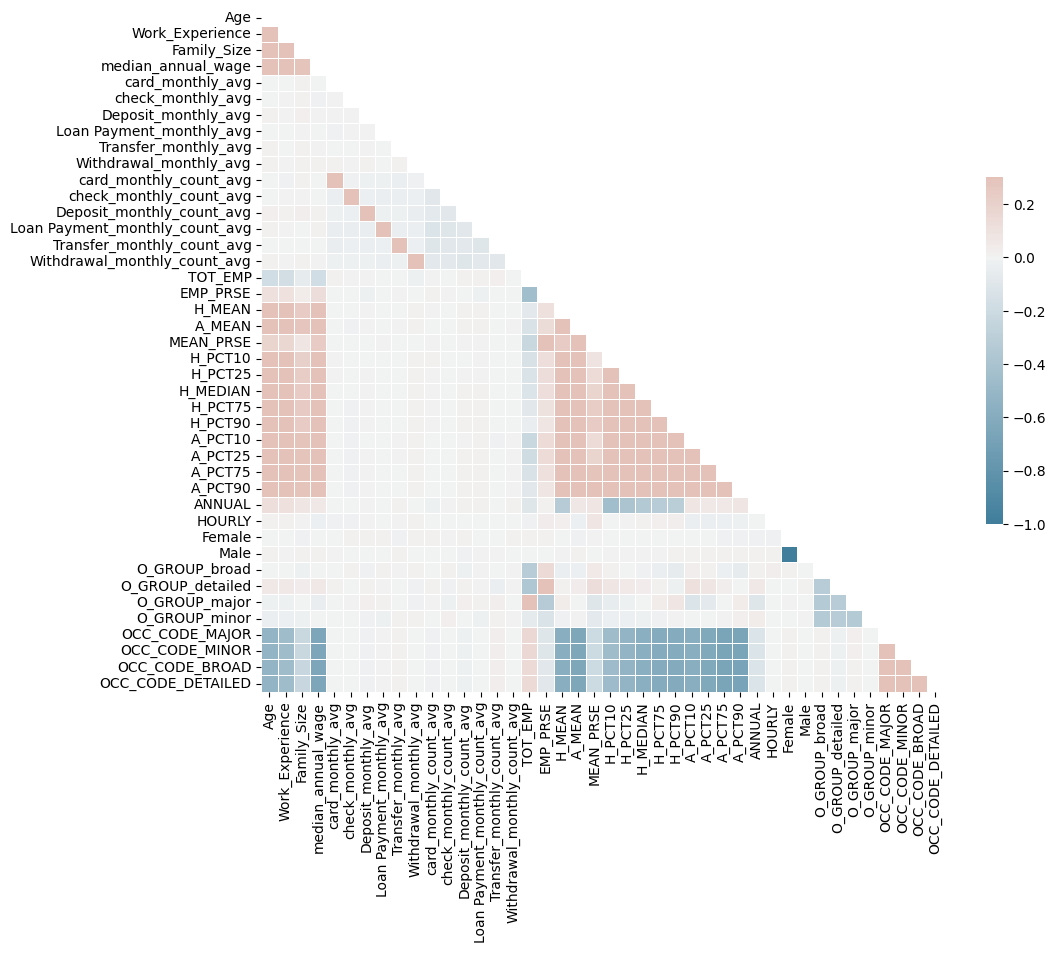 Age
Work_Experience
Family_Size
median_annual_wage
card_monthly_avg
check_monthly_avg
Deposit_monthly_avg
Loan Payment_monthly_avg
Transfer_monthly_avg
Withdrawal_monthly_avg
card_monthly_count_avg
check_monthly_count_avg
Deposit_monthly_count_avg
Loan Payment_monthly_count_avg
Transfer_monthly_count_avg
Withdrawal_monthly_count_avg
TOT_EMP
EMP_PRSE
H_MEAN
A_MEAN
MEAN_PRSE
H_PCT10
H_PCT25
H_MEDIAN
H_PCT75
H_PCT90
A_PCT10
A_PCT25
A_PCT75
A_PCT90
ANNUAL
HOURLY
Female
Male
O_GROUP_broad
O_GROUP_detailed
O_GROUP_major
O_GROUP_minor
OCC_CODE_MAJOR
OCC_CODE_MINOR
OCC_CODE_BROAD
OCC_CODE_DETAILED
Age
Work_Experience
Family_Size
median_annual_wage
card_monthly_avg
check_monthly_avg
Deposit_monthly_avg
Loan Payment_monthly_avg
Transfer_monthly_avg
Withdrawal_monthly_avg
card_monthly_count_avg
check_monthly_count_avg
Deposit_monthly_count_avg
Loan Payment_monthly_count_avg
Transfer_monthly_count_avg
Withdrawal_monthly_count_avg
TOT_EMP
EMP_PRSE
H_MEAN
A_MEAN
MEAN_PRSE
H_PCT10
H_PCT25
H_MEDIAN
H_PCT75
H_PCT90
A_PCT10
A_PCT25
A_PCT75
A_PCT90
ANNUAL
HOURLY
Female
Male
O_GROUP_broad
O_GROUP_detailed
O_GROUP_major
O_GROUP_minor
OCC_CODE_MAJOR
OCC_CODE_MINOR
OCC_CODE_BROAD
OCC_CODE_DETAILED
0.2
0.0
−0.2
−0.4
−0.6
−0.8
−1.0